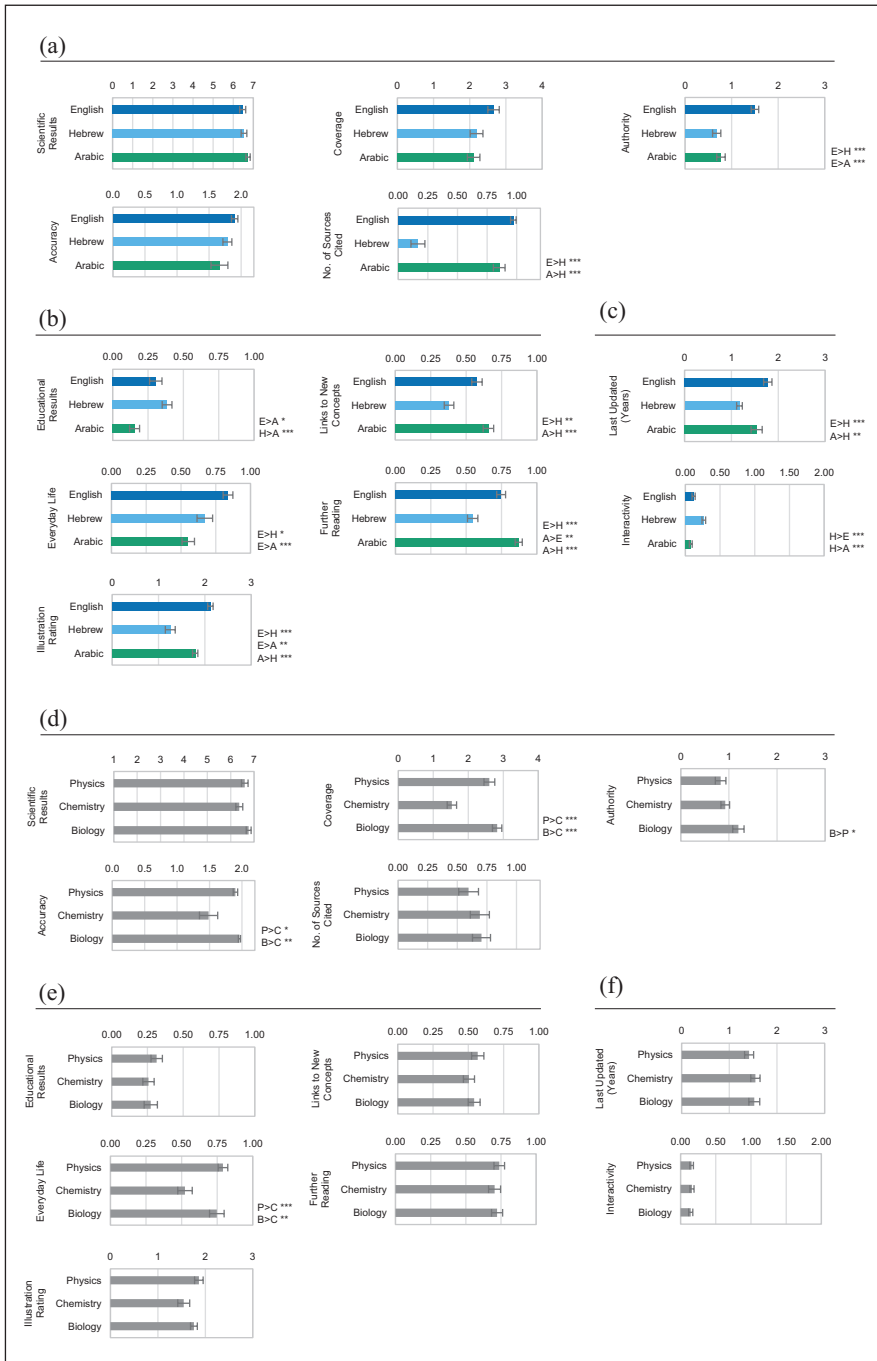 (a)
0 1 2 3 4 5 6 7
Scientific Results
English
Hebrew
Arabic
0 1 2 3 4
Coverage
English
Hebrew
Arabic
0 1 2 3
Authority
English
Hebrew
Arabic
E>H ***
E>A ***
0.0 0.5 1.0 1.5 2.0
Accuracy
English
Hebrew
Arabic
0.00 0.25 0.50 0.75 1.00
No. of Sources Cited
English
Hebrew
Arabic
E>H ***
A>H ***
(b)
0.00 0.25 0.50 0.75 1.00
Educational Results
English
Hebrew
Arabic
E>A *
H>A ***
0.00 0.25 0.50 0.75 1.00
Links to New Concepts
English
Hebrew
Arabic
E>H **
A>H ***
0.00 0.25 0.50 0.75 1.00
Everyday Life
English
Hebrew
Arabic
E>H *
E>A ***
0.00 0.25 0.50 0.75 1.00
Further Reading
English
Hebrew
Arabic
E>H ***
A>E **
A>H ***
0 1 2 3
Illustration Rating
English
Hebrew
Arabic
E>H ***
E>A **
A>H ***
(c)
0 1 2 3
Last Updated (Years)
English
Hebrew
Arabic
E>H ***
A>H **
0.00 0.50 1.00 1.50 2.00
Interactivity
English
Hebrew
Arabic
H>E ***
H>A ***
(d)
1 2 3 4 5 6 7
Scientific Results
Physics
Chemistry
Biology
0 1 2 3 4
Coverage
Physics
Chemistry
Biology
P>C ***
B>C ***
0 1 2 3
Authority
Physics
Chemistry
Biology
B>P *
0.0 0.5 1.0 1.5 2.0
Accuracy
Physics
Chemistry
Biology
P>C *
B>C **
0.00 0.25 0.50 0.75 1.00
No. of Sources Cited
Physics
Chemistry
Biology
(e)
0.00 0.25 0.50 0.75 1.00
Educational Results
Physics
Chemistry
Biology
0.00 0.25 0.50 0.75 1.00
Links to New Concepts
Physics
Chemistry
Biology
0.00 0.25 0.50 0.75 1.00
Everyday Life
Physics
Chemistry
Biology
P>C ***
B>C **
0.00 0.25 0.50 0.75 1.00
Further Reading
Physics
Chemistry
Biology
0 1 2 3
Illustration Rating
Physics
Chemistry
Biology
(f)
0 1 2 3
Last Updated (Years)
Physics
Chemistry
Biology
0.00 0.50 1.00 1.50 2.00
Interactivity
Physics
Chemistry
Biology